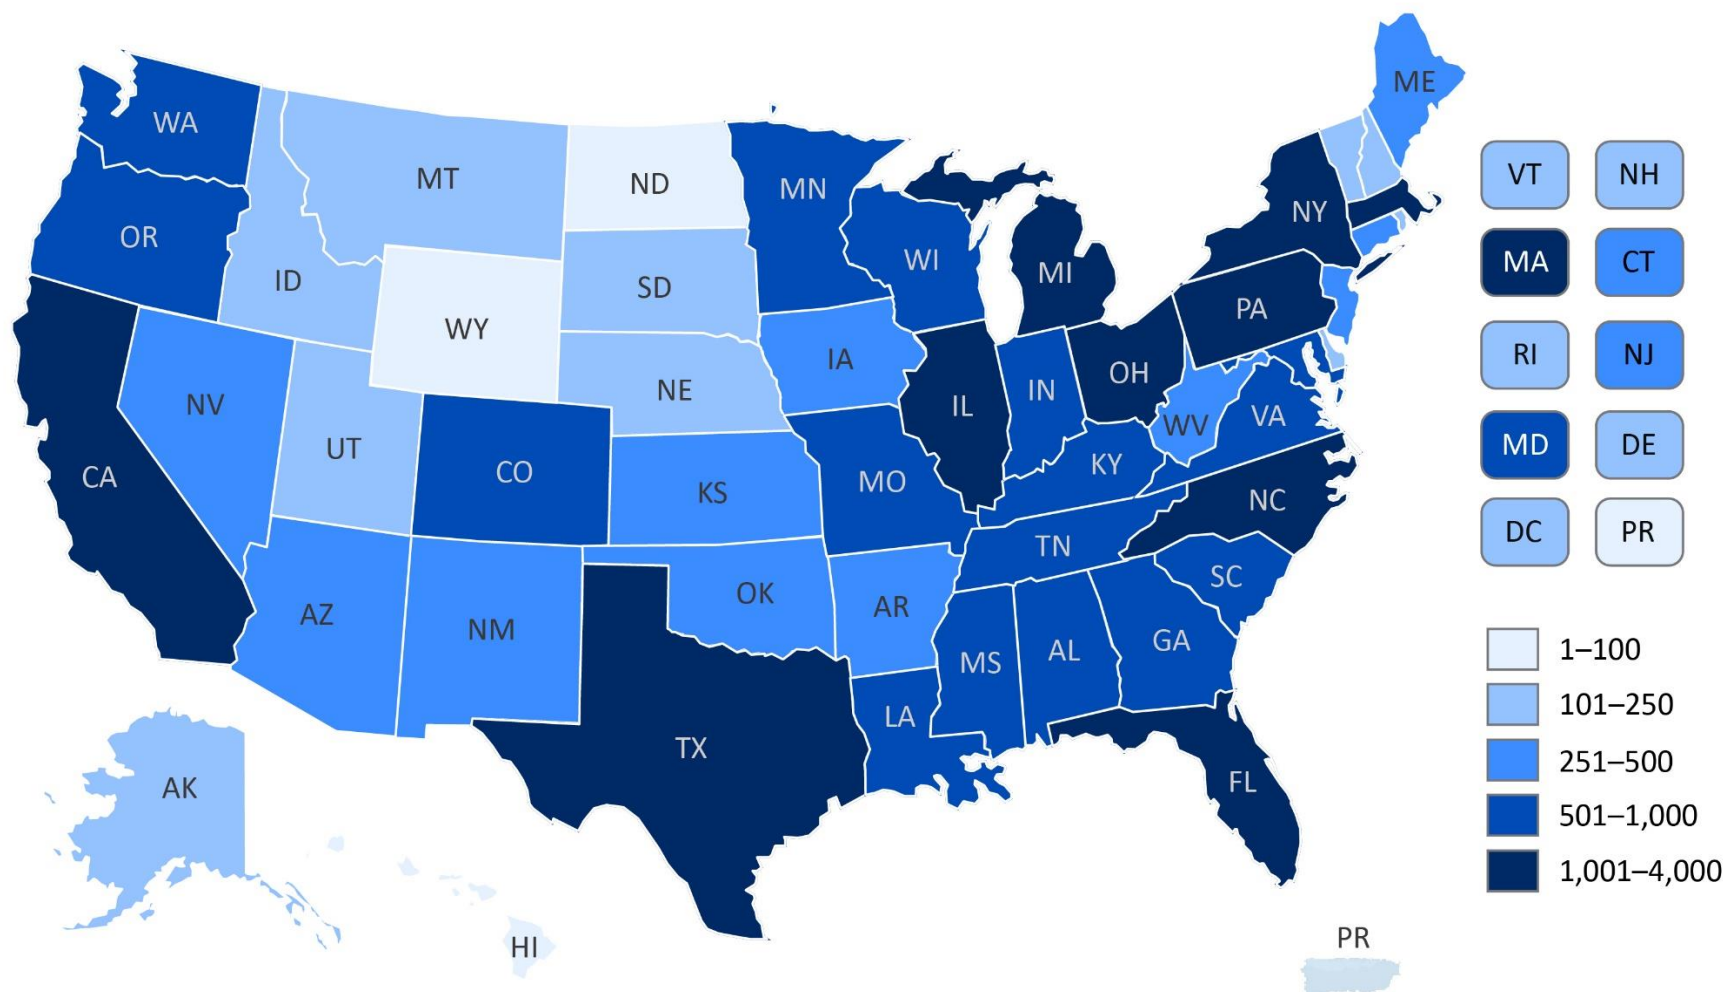 ME
WA
MT
ND
MN
OR
ID
SD
WI
MI
NY
WY
PA
IA
NE
NV
UT
CO
IL
IN
OH
WV
VA
CA
KS
MO
KY
NC
TN
AZ
NM
OK
AR
SC
MS
AL
GA
LA
TX
FL
AK
HI
PR
VT NH
MA CT
RI NJ
MD DE
DC PR
1–100
101–250
251–500
501–1,000
1,001–4,000